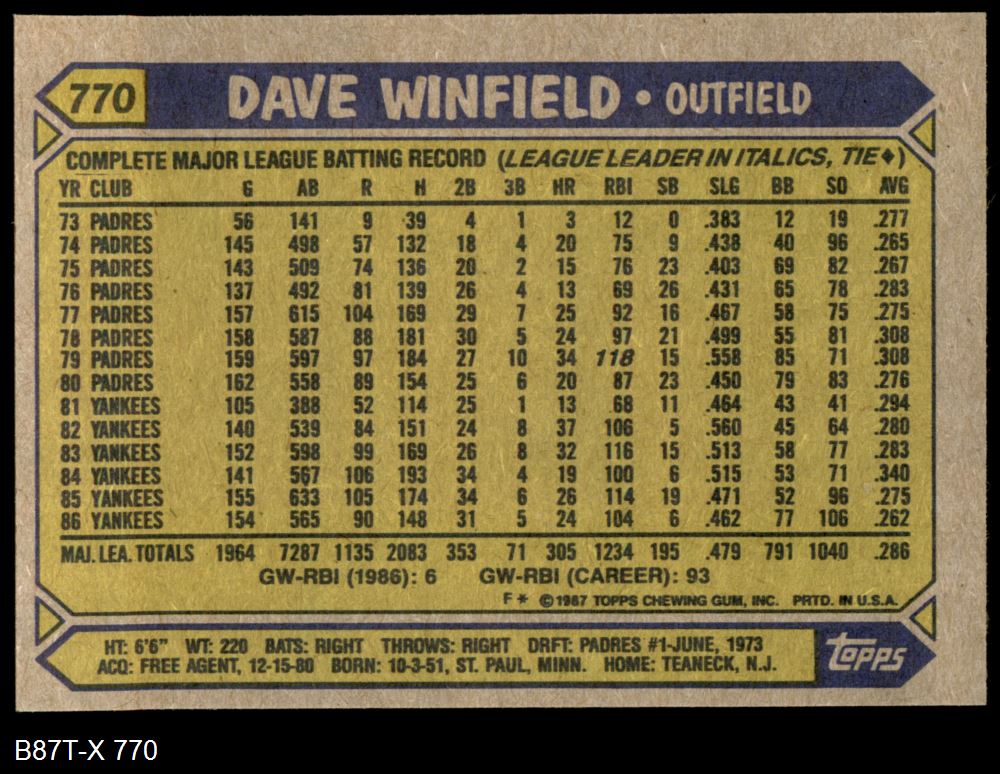 770 DAVE WINFIELD • OUTFIELD
COMPLETE MAJOR LEAGUE BATTING RECORD (LEAGUE LEADER IN ITALICS, TIE♦)
YR CLUB G AB R H 2B 3B HR RBI SB SLG BB SO AVG
73 PADRES 56 141 9 39 4 1 3 12 0 .383 12 19 .277
74 PADRES 145 498 57 132 18 4 20 75 9 .438 40 96 .265
75 PADRES 143 509 74 136 20 2 15 76 23 .403 69 82 .267
76 PADRES 137 492 81 139 26 4 13 69 26 .431 65 78 .283
77 PADRES 157 615 104 169 29 7 25 92 16 .467 58 75 .275
78 PADRES 158 587 88 181 30 5 24 97 21 .499 55 81 .308
79 PADRES 159 597 97 184 27 10 34 118 15 .558 85 71 .308
80 PADRES 162 558 89 154 25 6 20 87 23 .450 79 83 .276
81 YANKEES 105 388 52 114 25 1 13 68 11 .464 43 41 .294
82 YANKEES 140 539 84 151 24 8 37 106 5 .560 45 64 .280
83 YANKEES 152 598 99 169 26 8 32 116 15 .513 58 77 .283
84 YANKEES 141 567 106 193 34 4 19 100 6 .515 53 71 .340
85 YANKEES 155 633 105 174 34 6 26 114 19 .471 52 96 .275
86 YANKEES 154 565 90 148 31 5 24 104 6 .462 77 106 .262
MAJ. LEA. TOTALS 1964 7287 1135 2083 353 71 305 1234 195 .479 791 1040 .286
GW-RBI (1986): 6 GW-RBI (CAREER): 93
F* ©1987 TOPPS CHEWING GUM, INC. PRTD. IN U.S.A.
HT: 6'6" WT: 220 BATS: RIGHT THROWS: RIGHT DRFT: PADRES #1-JUNE, 1973
ACQ: FREE AGENT, 12-15-80 BORN: 10-3-51, ST. PAUL, MINN. HOME: TEANECK, N.J.
topps
B87T-X 770